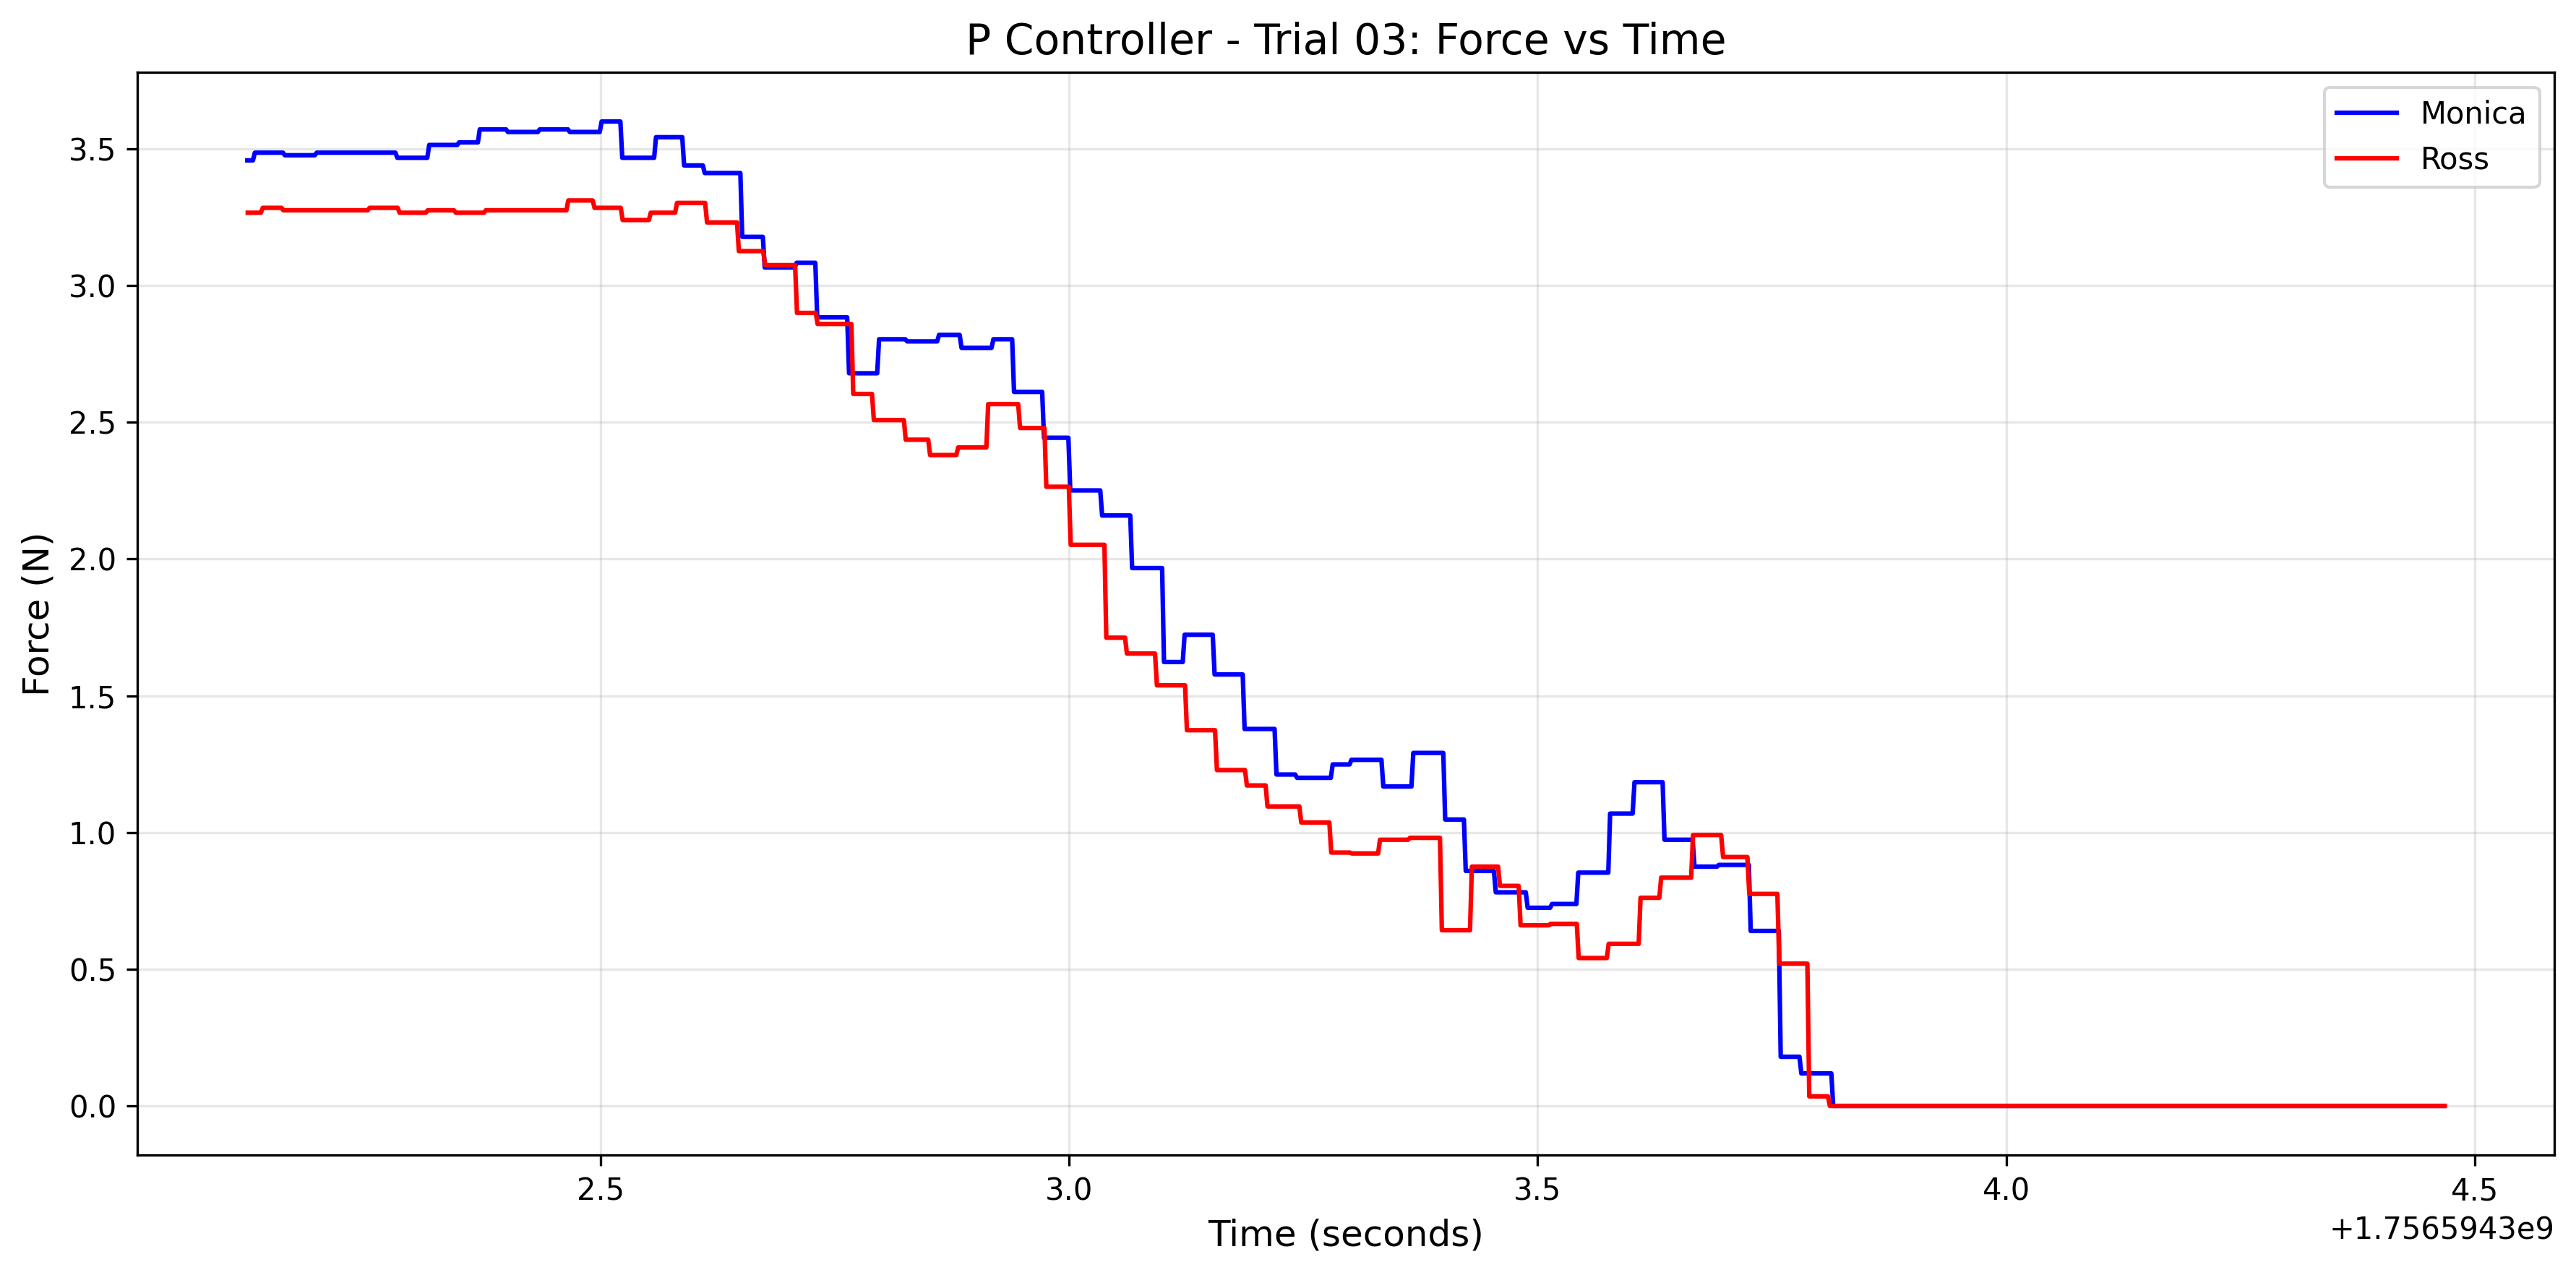 P Controller - Trial 03: Force vs Time
Monica
Ross
Force (N)
3.5
3.0
2.5
2.0
1.5
1.0
0.5
0.0
2.5 3.0 3.5 4.0 4.5
+1.7565943e9
Time (seconds)